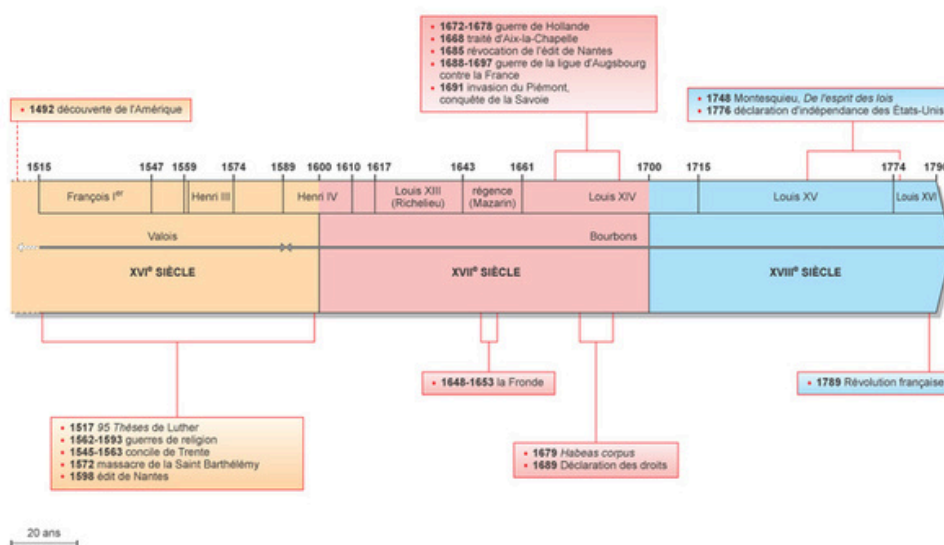 • 1672-1678 guerre de Hollande
• 1668 traité d'Aix-la-Chapelle
• 1685 révocation de l'édit de Nantes
• 1688-1697 guerre de la ligue d'Augsbourg
contre la France
• 1691 invasion du Piémont,
conquête de la Savoie
• 1492 découverte de l'Amérique
• 1748 Montesquieu, De l'esprit des lois
• 1776 déclaration d'indépendance des États-Unis
1515 1547 1559 1574 1589 1600 1610 1617 1643 1661 1700 1715 1774 1790
François Ier Henri III Henri IV Louis XIII (Richelieu) régence (Mazarin) Louis XIV Louis XV Louis XVI
Valois Bourbons
XVIe SIÈCLE XVIIe SIÈCLE XVIIIe SIÈCLE
• 1648-1653 la Fronde
• 1789 Révolution française
• 1517 95 Thèses de Luther
• 1562-1593 guerres de religion
• 1545-1563 concile de Trente
• 1572 massacre de la Saint Barthélémy
• 1598 édit de Nantes
• 1679 Habeas corpus
• 1689 Déclaration des droits
20 ans